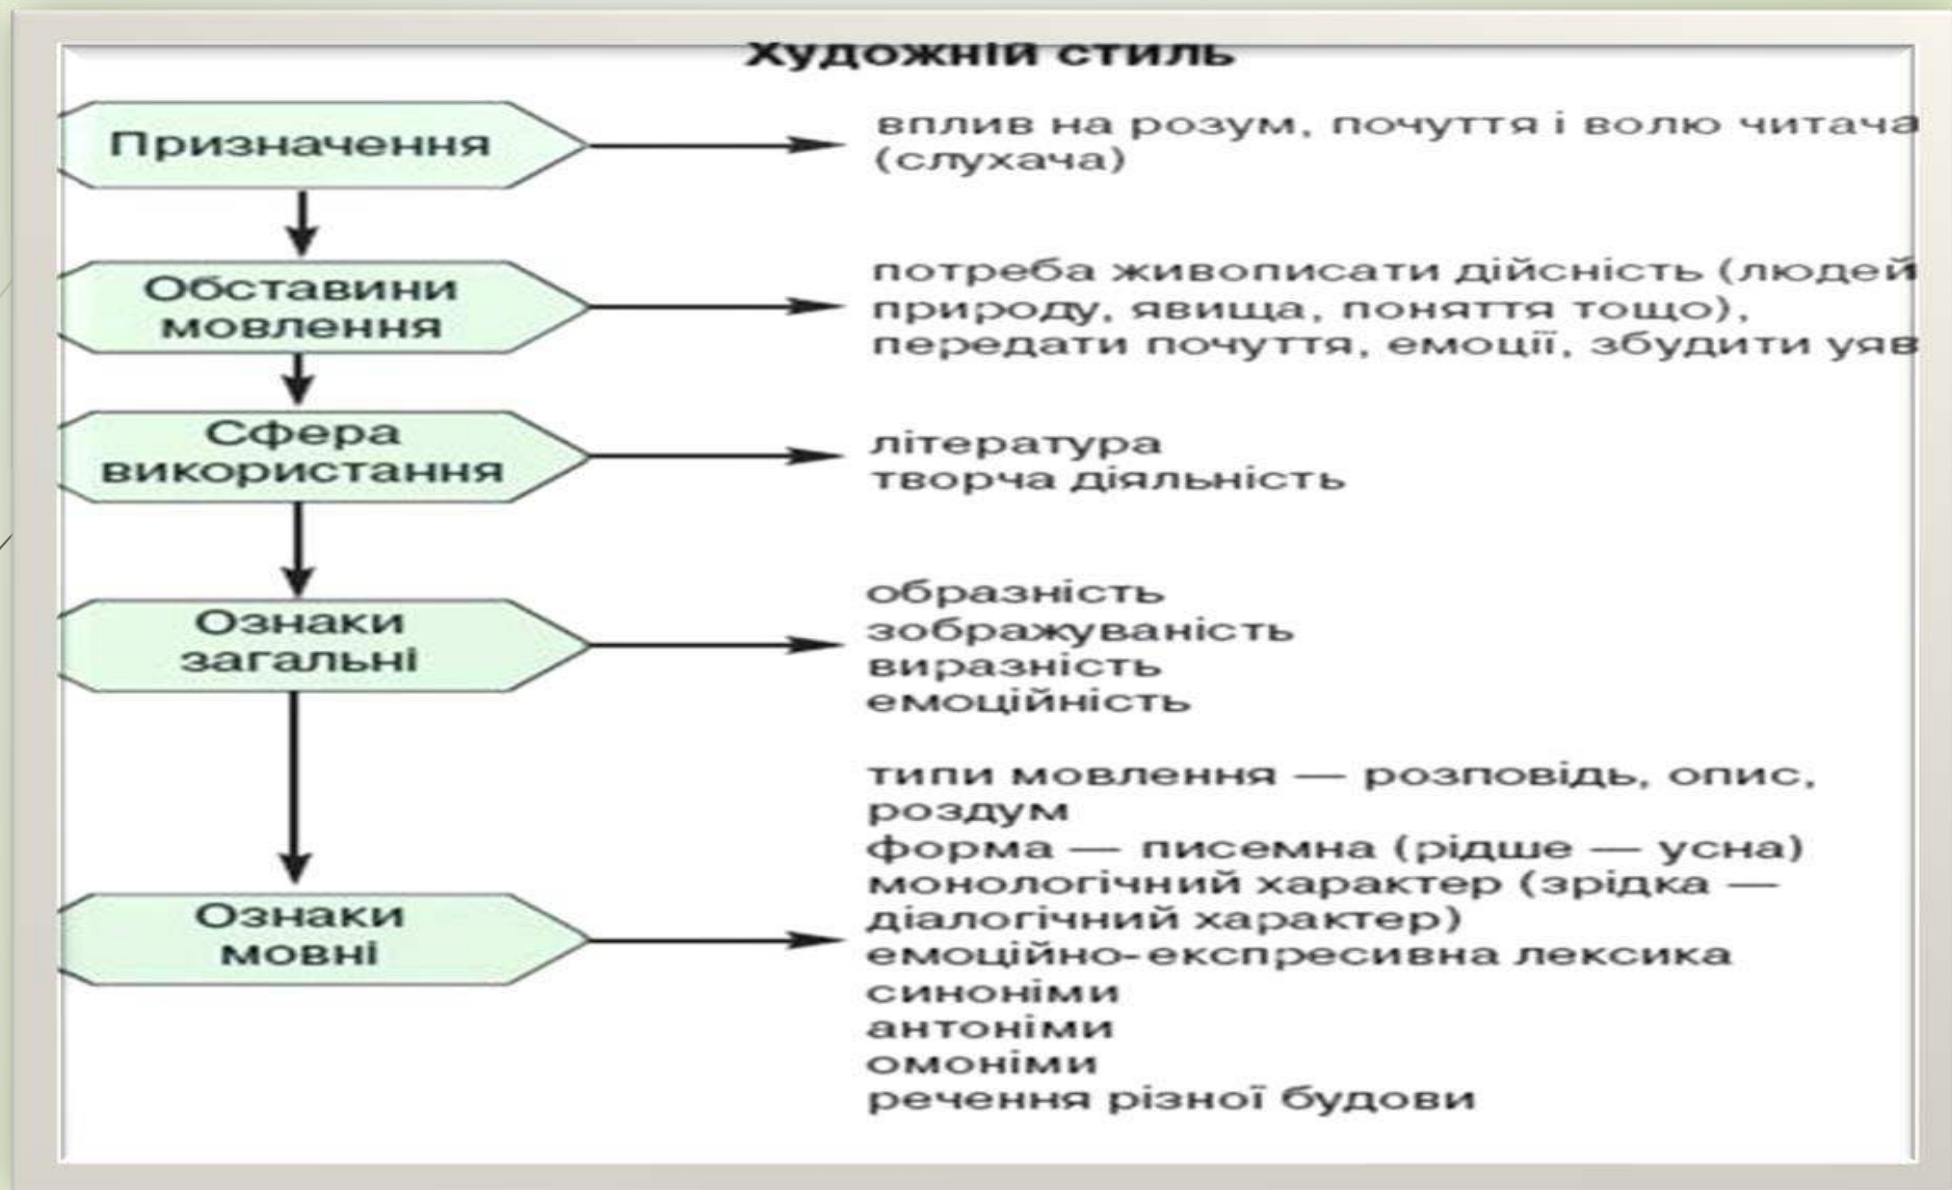 Художній стиль
Призначення
вплив на розум, почуття і волю читача
(слухача)
Обставини
мовлення
потреба живописати дійсність (людей
природу, явища, поняття тощо),
передати почуття, емоції, збудити уяв
Сфера
використання
література
творча діяльність
Ознаки
загальні
образність
зображуваність
виразність
емоційність
Ознаки
мовні
типи мовлення — розповідь, опис,
роздум
форма — писемна (рідше — усна)
монологічний характер (зрідка —
діалогічний характер)
емоційно-експресивна лексика
синоніми
антоніми
омоніми
речення різної будови